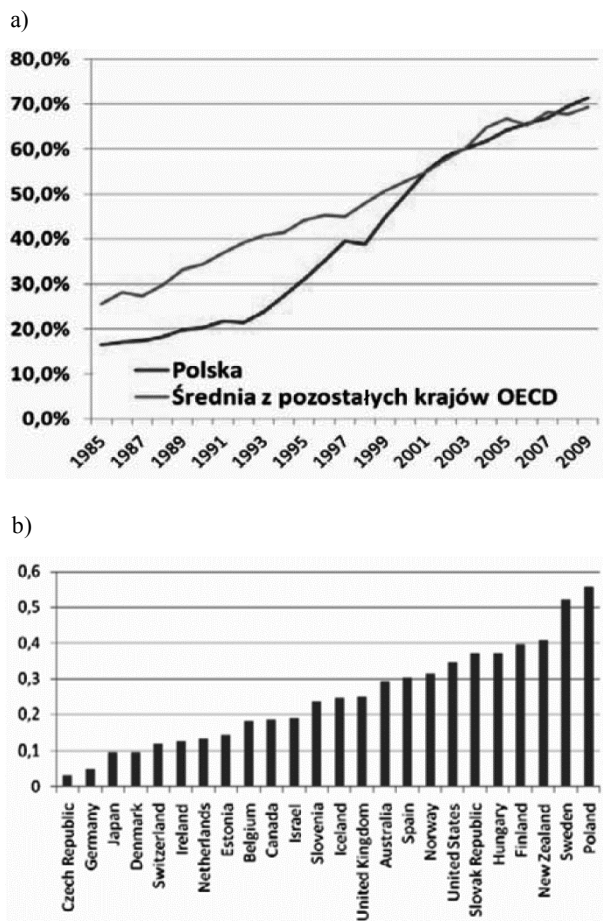 a)
80,0%
70,0%
60,0%
50,0%
40,0%
30,0%
20,0%
10,0%
0,0%
Polska
Średnia z pozostałych krajów OECD
1985 1987 1989 1991 1993 1995 1997 1999 2001 2003 2005 2007 2009
b)
0,6
0,5
0,4
0,3
0,2
0,1
0
Czech Republic
Germany
Japan
Denmark
Switzerland
Ireland
Netherlands
Estonia
Belgium
Canada
Israel
Slovenia
Iceland
United Kingdom
Australia
Spain
Norway
United States
Slovak Republic
Hungary
Finland
New Zealand
Sweden
Poland